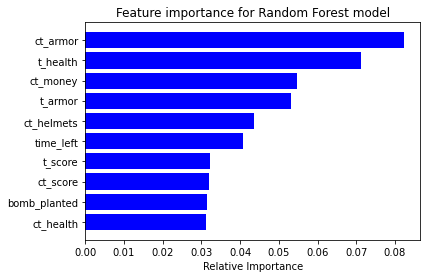 Feature importance for Random Forest model
ct_armor
t_health
ct_money
t_armor
ct_helmets
time_left
t_score
ct_score
bomb_planted
ct_health
0.00 0.01 0.02 0.03 0.04 0.05 0.06 0.07 0.08
Relative Importance